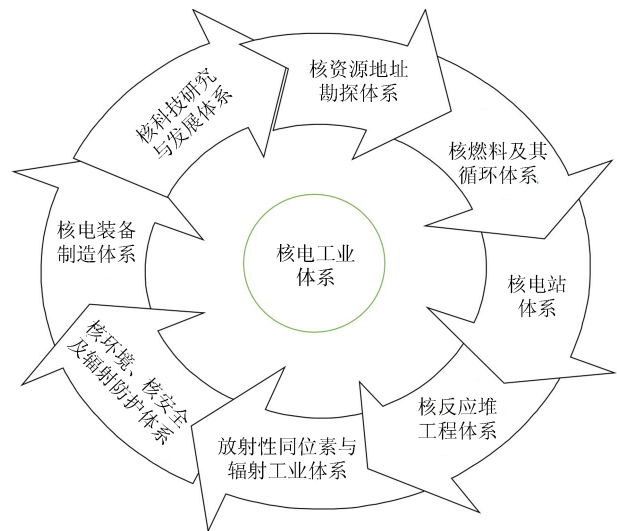 核资源地址
勘探体系
核燃料及其
循环体系
核电站
体系
核反应堆
工程体系
放射性同位素与
辐射工业体系
核环境、核安全
及辐射防护体系
核电装备
制造体系
核科技研究
与发展体系
核电工业
体系